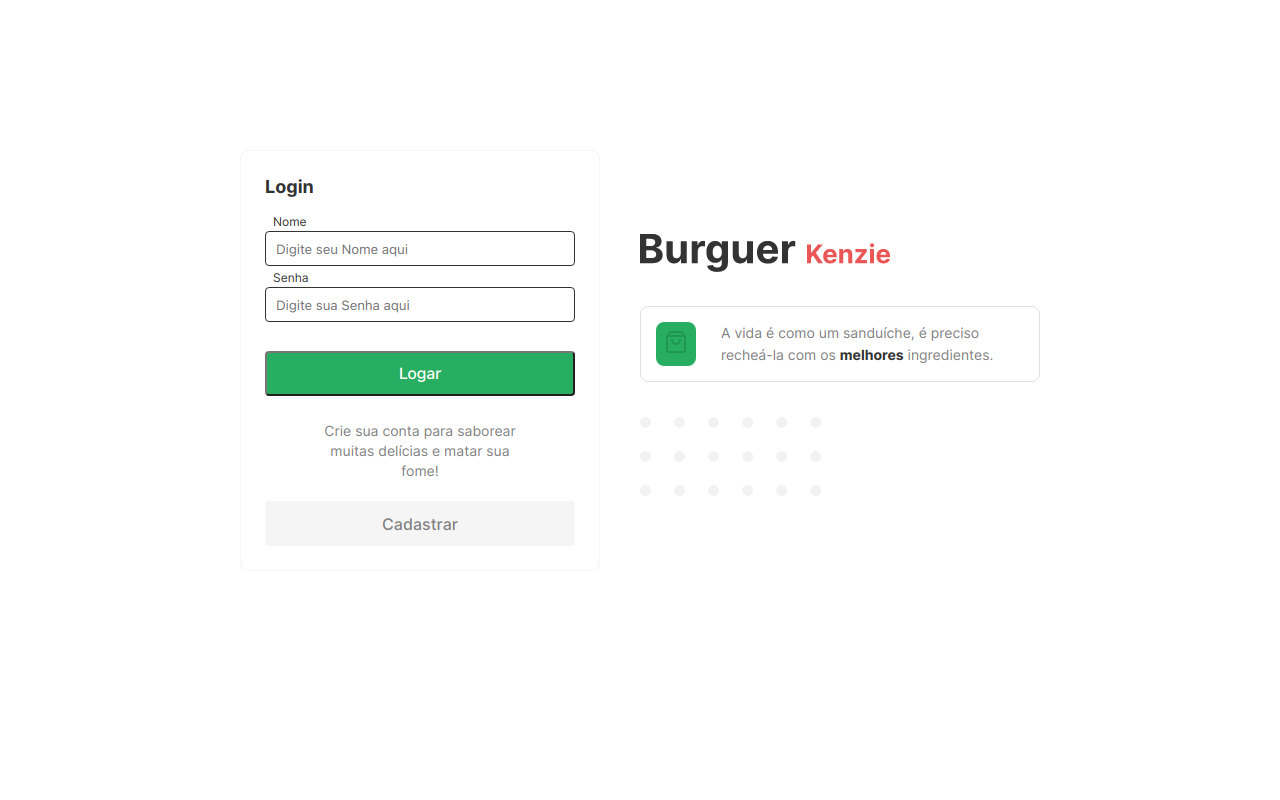 Login
Nome
Digite seu Nome aqui
Senha
Digite sua Senha aqui
Logar
Crie sua conta para saborear
muitas delícias e matar sua
fome!
Cadastrar
Burguer Kenzie
A vida é como um sanduíche, é preciso
recheá-la com os melhores ingredientes.